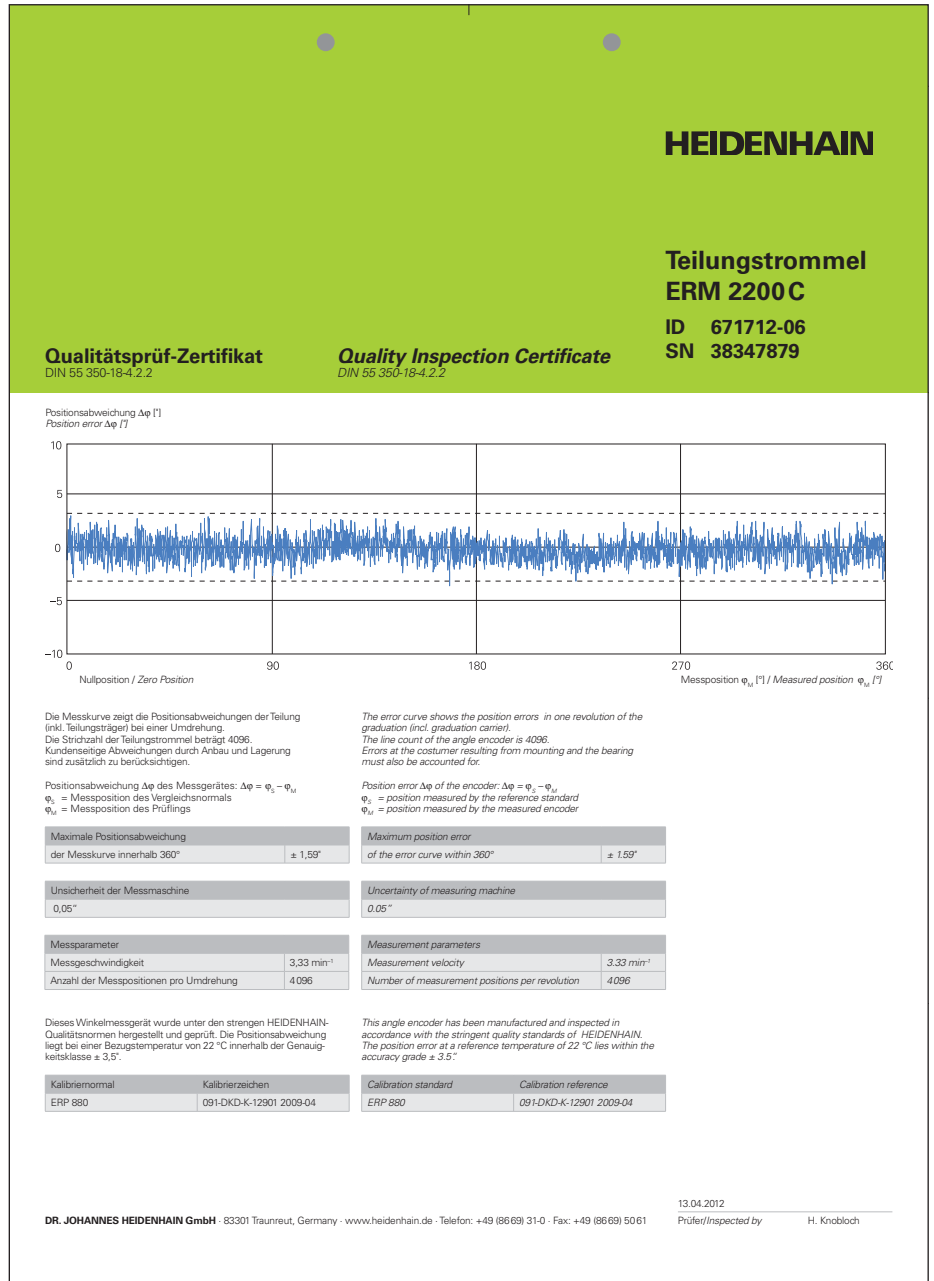 HEIDENHAIN
Teilungstrommel
ERM 2200 C
ID 671712-06
SN 38347879
Qualitätsprüf-Zertifikat
DIN 55 350-18-4.2.2
Quality Inspection Certificate
DIN 55 350-18-4.2.2
Positionsabweichung Δφ ["]
Position error Δφ ["]
10
5
0
–5
–10
0
90
180
270
360
Nullposition / Zero Position
Messposition φM [°] / Measured position φM [°]
Die Messkurve zeigt die Positionsabweichungen der Teilung
(inkl. Teilungsträger) bei einer Umdrehung.
Die Strichzahl der Teilungstrommel beträgt 4096.
Kundenseitige Abweichungen durch Anbau und Lagerung
sind zusätzlich zu berücksichtigen.
Positionsabweichung Δφ des Messgerätes: Δφ = φS – φM
φS = Messposition des Vergleichsnormals
φM = Messposition des Prüflings
The error curve shows the position errors in one revolution of the
graduation (incl. graduation carrier).
The line count of the angle encoder is 4096.
Errors at the costumer resulting from mounting and the bearing
must also be accounted for.
Position error Δφ of the encoder: Δφ = φS – φM
φS = position measured by the reference standard
φM = position measured by the measured encoder
Maximale Positionsabweichung
der Messkurve innerhalb 360° ± 1,59"
Maximum position error
of the error curve within 360° ± 1.59"
Unsicherheit der Messmaschine
0,05"
Uncertainty of measuring machine
0.05"
Messparameter
Messgeschwindigkeit 3,33 min⁻¹
Anzahl der Messpositionen pro Umdrehung 4096
Measurement parameters
Measurement velocity 3.33 min⁻¹
Number of measurement positions per revolution 4096
Dieses Winkelmessgerät wurde unter den strengen HEIDENHAIN-
Qualitätsnormen hergestellt und geprüft. Die Positionsabweichung
liegt bei einer Bezugstemperatur von 22 °C innerhalb der Genauig-
keitsklasse ± 3,5".
This angle encoder has been manufactured and inspected in
accordance with the stringent quality standards of HEIDENHAIN.
The position error at a reference temperature of 22 °C lies within the
accuracy grade ± 3.5".
Kalibriernormal Kalibrierzeichen
ERP 880 091-DKD-K-12901 2009-04
Calibration standard Calibration reference
ERP 880 091-DKD-K-12901 2009-04
13.04.2012
DR. JOHANNES HEIDENHAIN GmbH · 83301 Traunreut, Germany · www.heidenhain.de · Telefon: +49 (8669) 31-0 · Fax: +49 (8669) 5061
Prüfer/Inspected by H. Knobloch